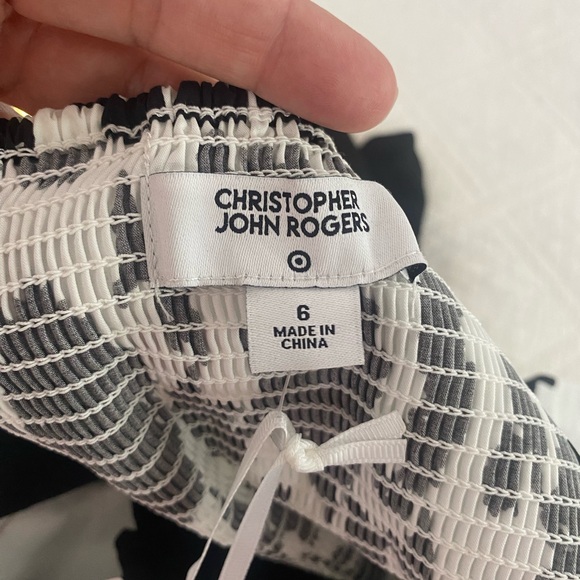 CHRISTOPHER
JOHN ROGERS
6
MADE IN
CHINA